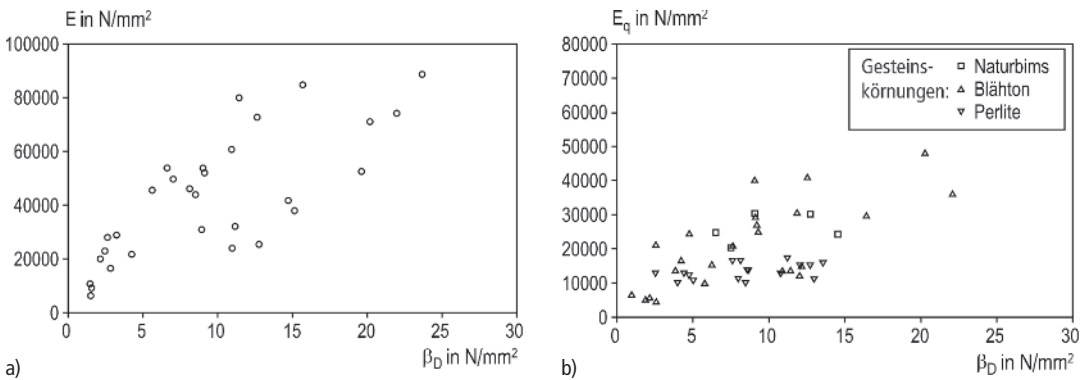 E in N/mm²
100000
80000
60000
40000
20000
0
0 5 10 15 20 25 30
β_D in N/mm²
a)
E_q in N/mm²
80000
70000
60000
50000
40000
30000
20000
10000
0
0 5 10 15 20 25 30
β_D in N/mm²
Gesteins-
körnungen:
Naturbims
Blähton
Perlite
b)